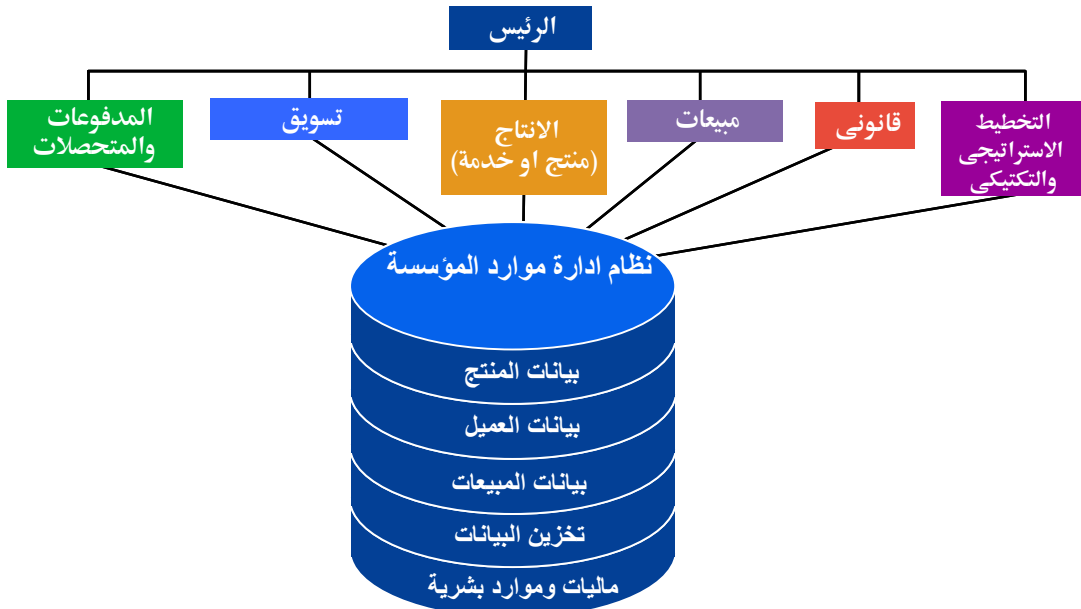 الرئيس
التخطيط
الاستراتيجى
والتكتيكى
قانونى
مبيعات
الانتاج
(منتج او خدمة)
تسويق
المدفوعات
والمتحصلات
نظام ادارة موارد المؤسسة
بيانات المنتج
بيانات العميل
بيانات المبيعات
تخزين البيانات
ماليات وموارد بشرية